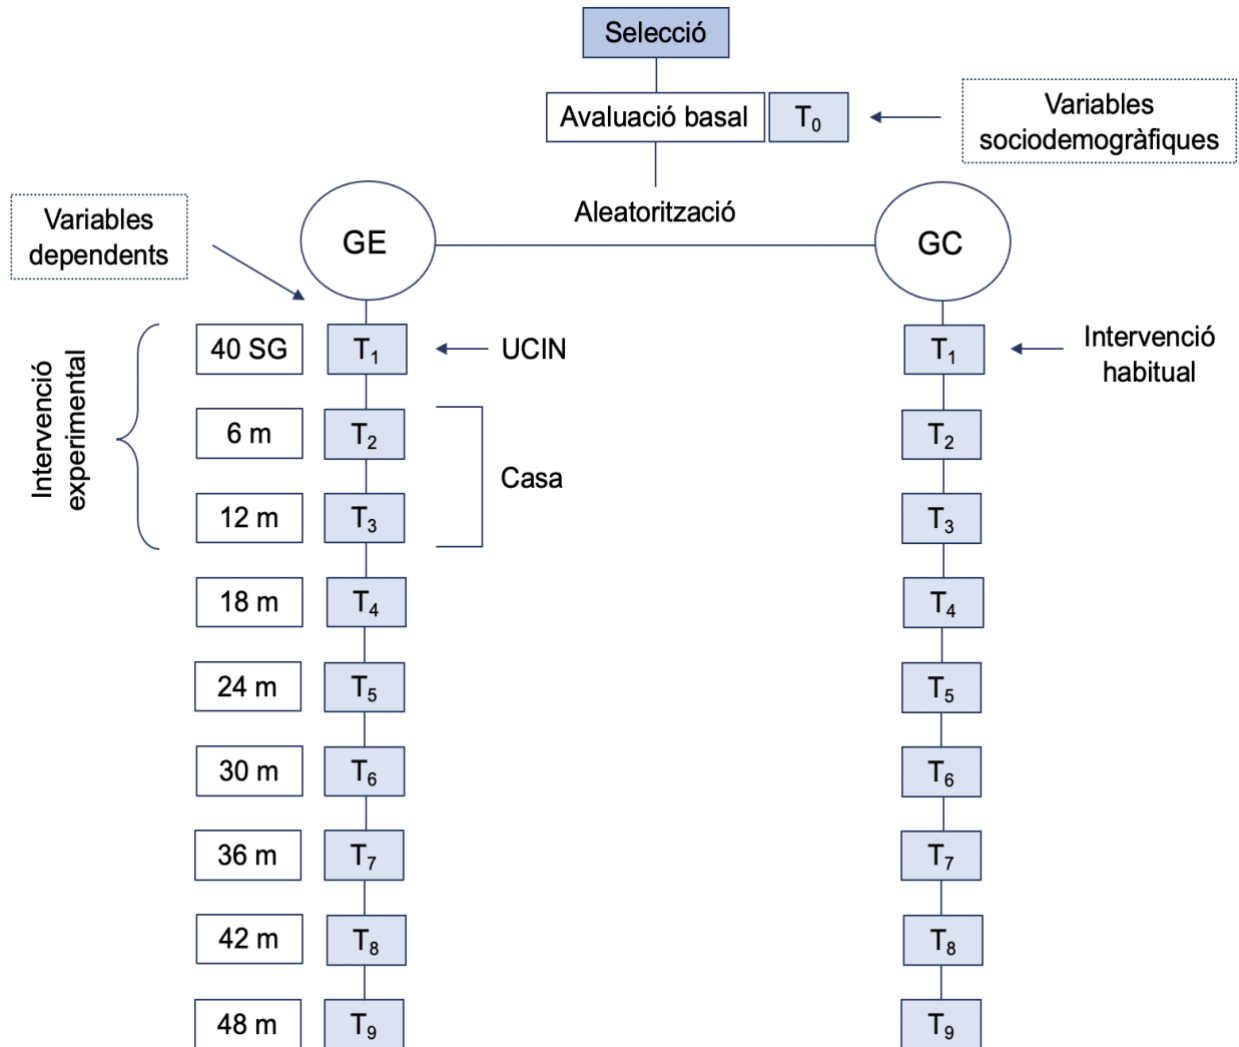 Selecció
Avaluació basal
T0
Variables
sociodemogràfiques
Aleatorització
Variables
dependents
GE
GC
Intervenció
experimental
40 SG
T1
UCIN
T1
Intervenció
habitual
6 m
T2
T2
Casa
12 m
T3
T3
18 m
T4
T4
24 m
T5
T5
30 m
T6
T6
36 m
T7
T7
42 m
T8
T8
48 m
T9
T9